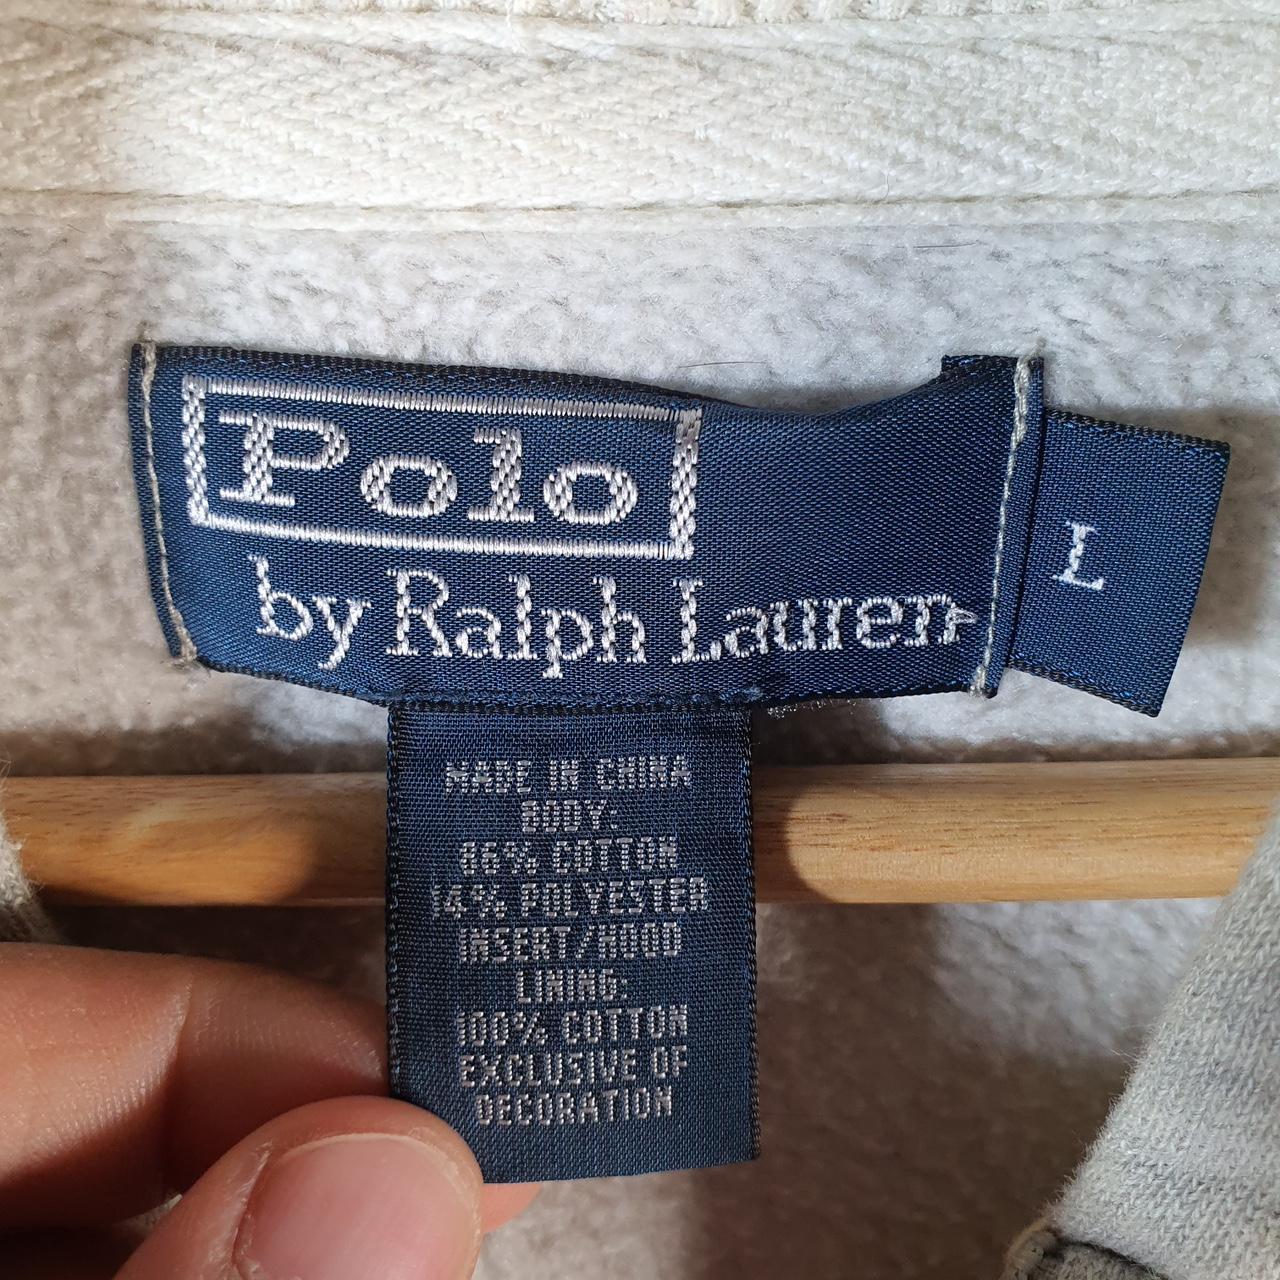 Polo
by Ralph Lauren
L
MADE IN CHINA
BODY:
86% COTTON
14% POLYESTER
INSERT/HOOD
LINING:
100% COTTON
EXCLUSIVE OF
DECORATION